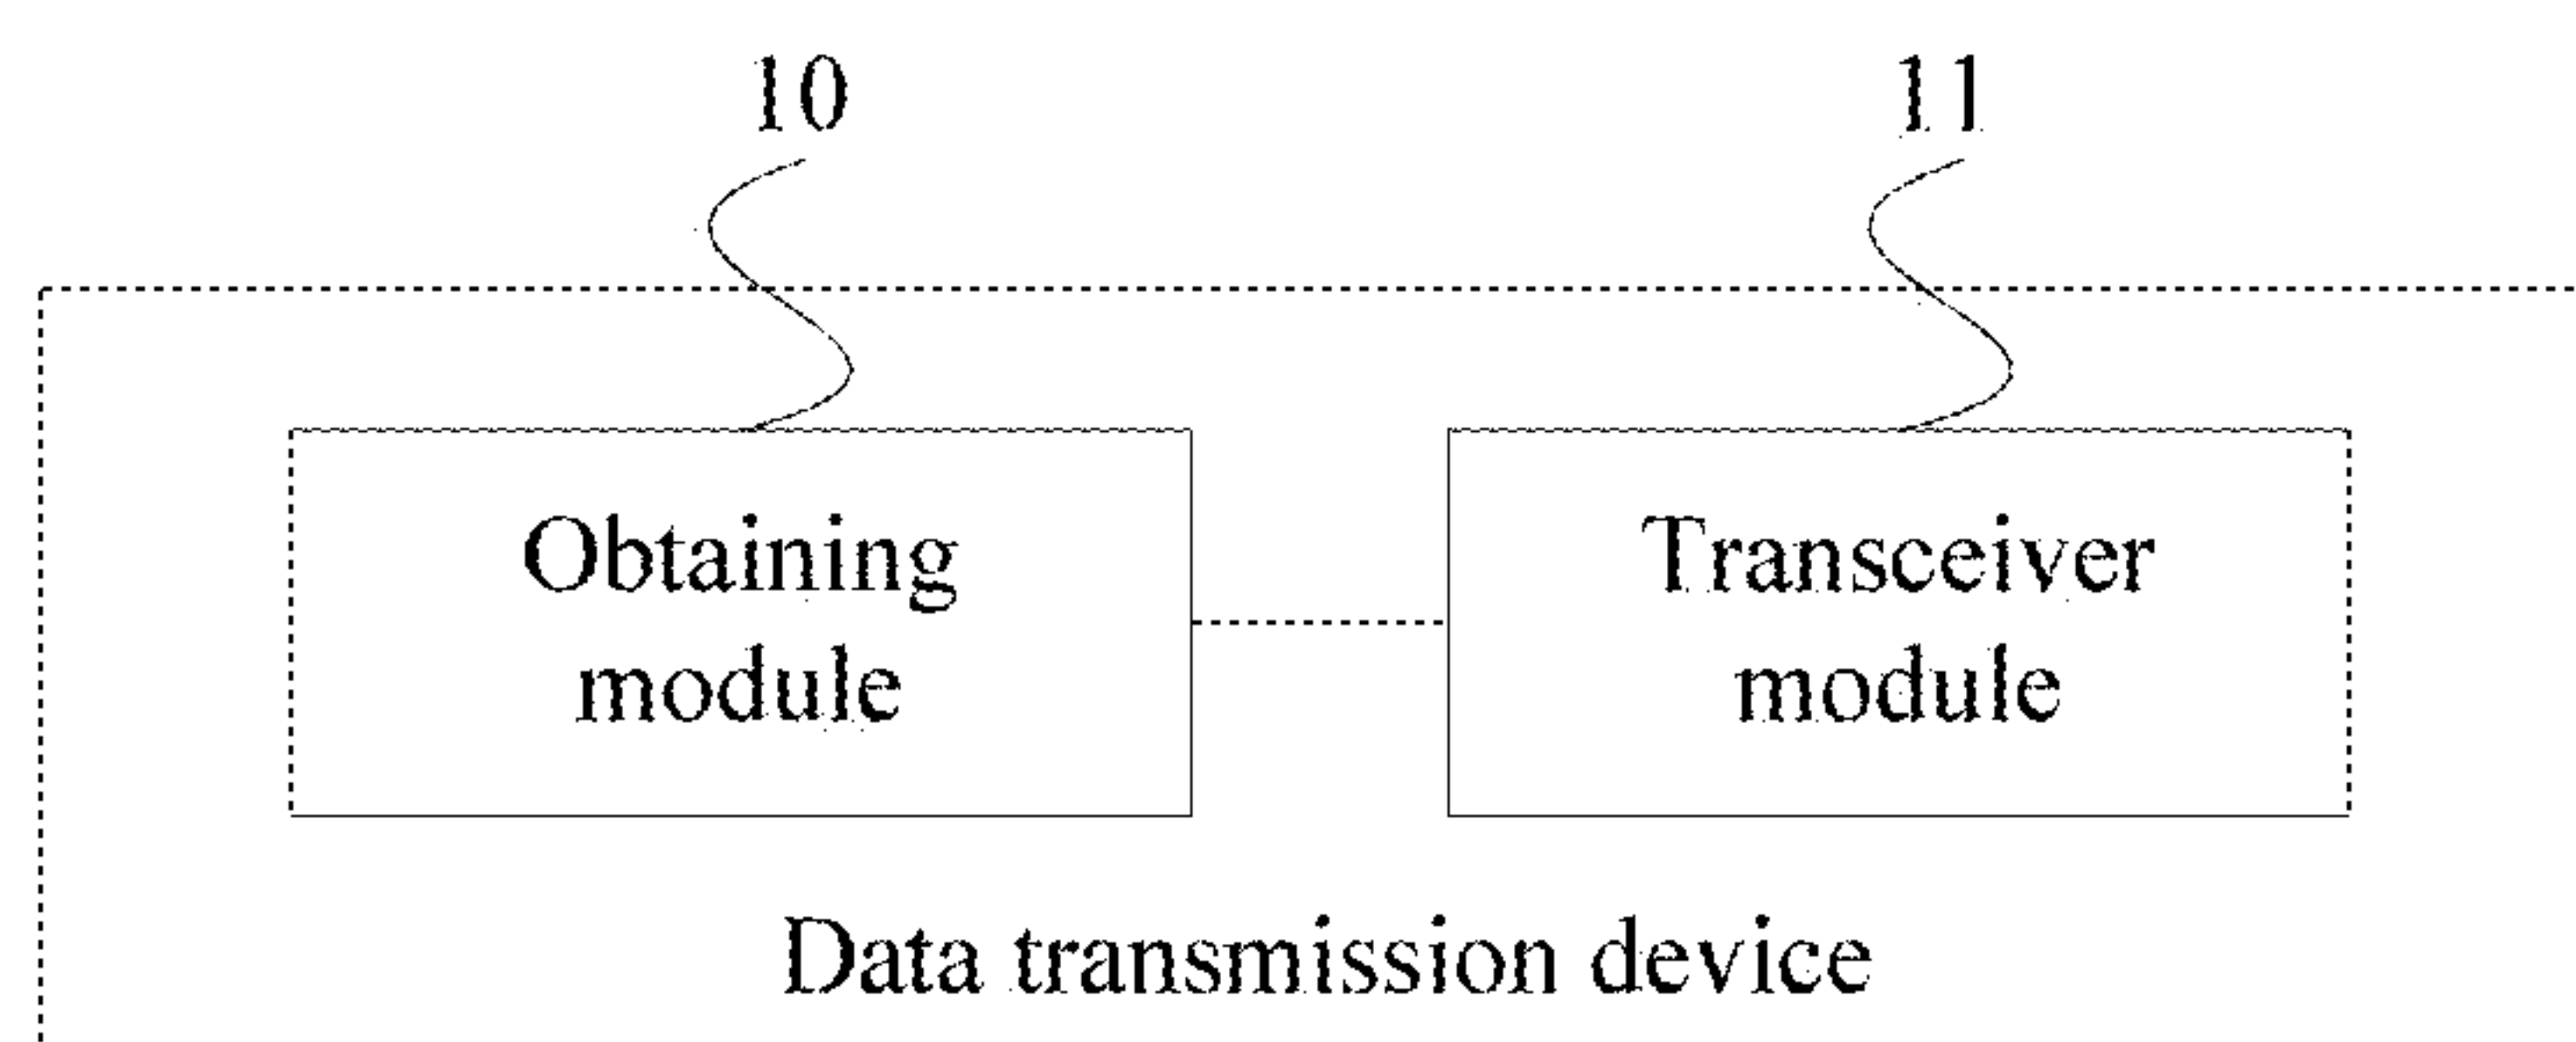 10
11
Obtaining
module
Transceiver
module
Data transmission device